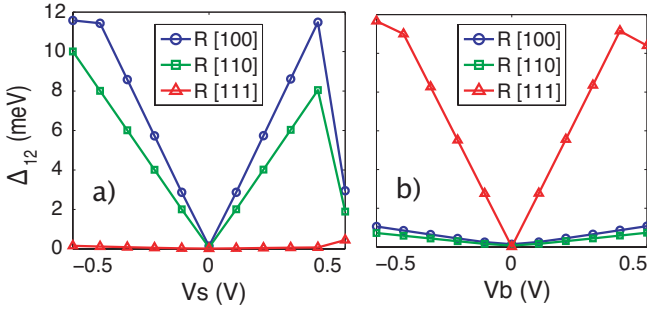 Δ12 (meV)
12
10
8
6
4
2
0
R [100]
R [110]
R [111]
a)
−0.5
0
0.5
Vs (V)
R [100]
R [110]
R [111]
b)
−0.5
0
0.5
Vb (V)